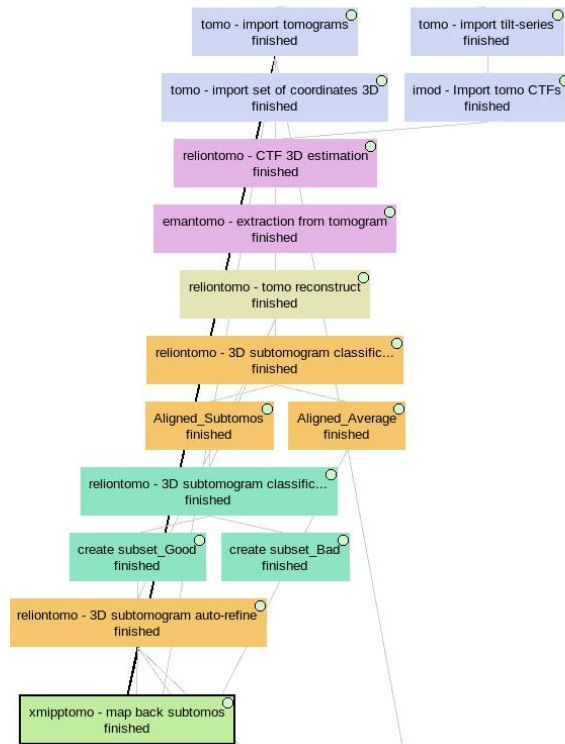 tomo - import tomograms
finished
tomo - import tilt-series
finished
tomo - import set of coordinates 3D
finished
imod - Import tomo CTFs
finished
reliontomo - CTF 3D estimation
finished
emantomo - extraction from tomogram
finished
reliontomo - tomo reconstruct
finished
reliontomo - 3D subtomogram classific...
finished
Aligned_Subtomos
finished
Aligned_Average
finished
reliontomo - 3D subtomogram classific...
finished
create subset_Good
finished
create subset_Bad
finished
reliontomo - 3D subtomogram auto-refine
finished
xmipptomo - map back subtomos
finished